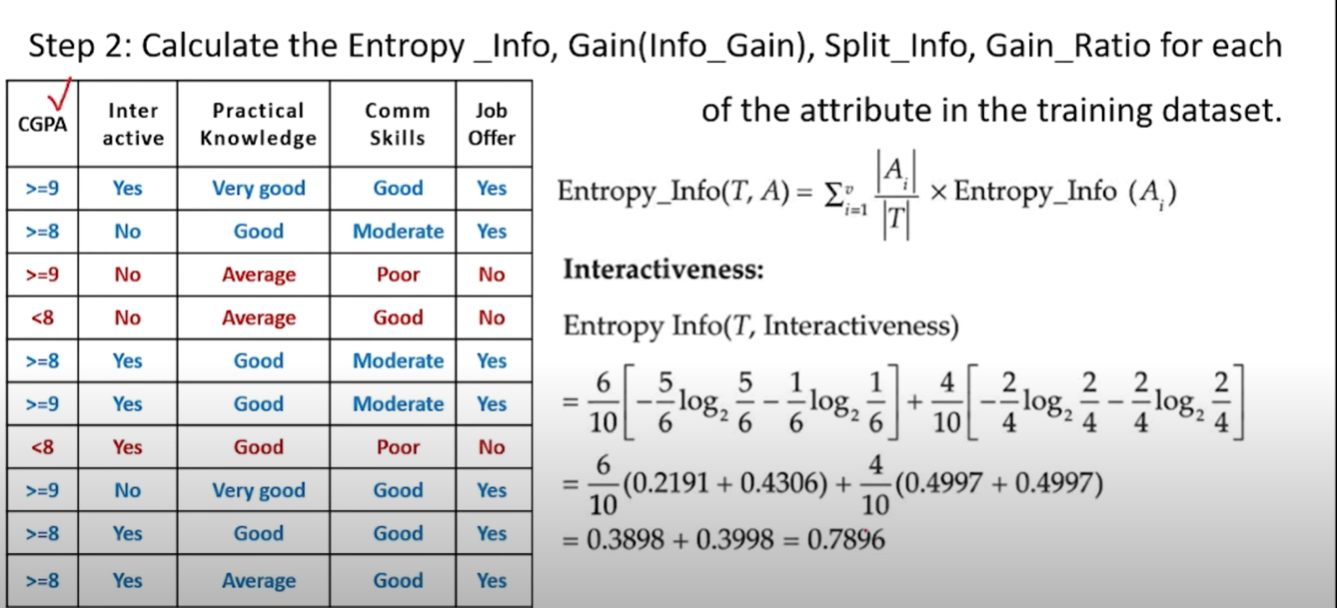 Step 2: Calculate the Entropy _Info, Gain(Info_Gain), Split_Info, Gain_Ratio for each
of the attribute in the training dataset.
CGPA | Inter active | Practical Knowledge | Comm Skills | Job Offer
>=9 | Yes | Very good | Good | Yes
>=8 | No | Good | Moderate | Yes
>=9 | No | Average | Poor | No
<8 | No | Average | Good | No
>=8 | Yes | Good | Moderate | Yes
>=9 | Yes | Good | Moderate | Yes
<8 | Yes | Good | Poor | No
>=9 | No | Very good | Good | Yes
>=8 | Yes | Good | Good | Yes
>=8 | Yes | Average | Good | Yes
Entropy_Info(T, A) = Σᵛᵢ₌₁ |Aᵢ|/|T| × Entropy_Info (Aᵢ)
Interactiveness:
Entropy Info(T, Interactiveness)
= 6/10 [ −5/6 log₂ 5/6 − 1/6 log₂ 1/6 ] + 4/10 [ −2/4 log₂ 2/4 − 2/4 log₂ 2/4 ]
= 6/10 (0.2191 + 0.4306) + 4/10 (0.4997 + 0.4997)
= 0.3898 + 0.3998 = 0.7896